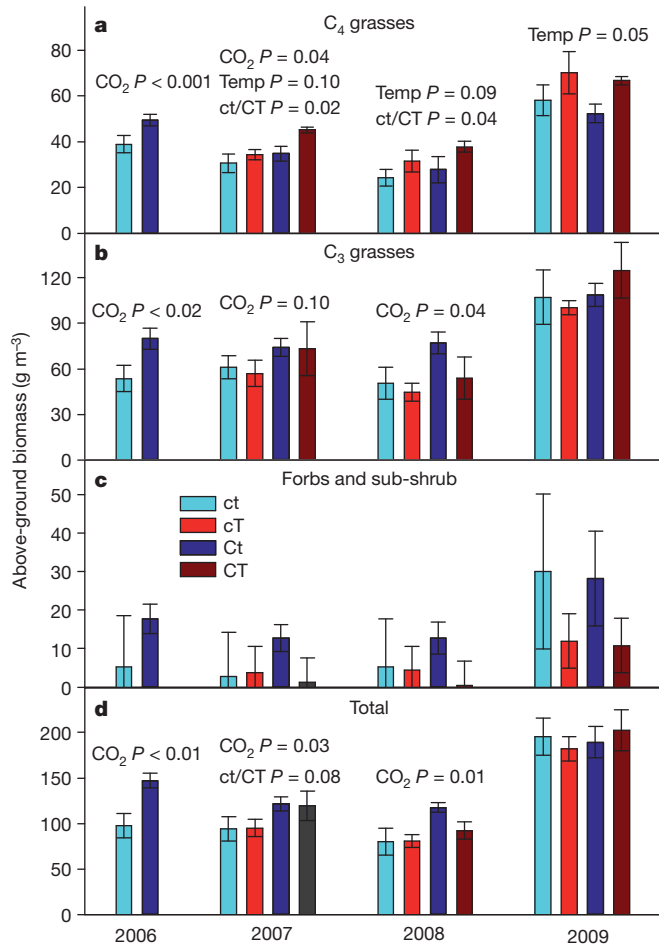 a
C4 grasses
CO2 P < 0.001
CO2 P = 0.04
Temp P = 0.10
ct/CT P = 0.02
Temp P = 0.09
ct/CT P = 0.04
Temp P = 0.05
80
60
40
20
0
b
C3 grasses
CO2 P < 0.02
CO2 P = 0.10
CO2 P = 0.04
120
90
60
30
0
Above-ground biomass (g m–3)
c
Forbs and sub-shrub
ct
cT
Ct
CT
50
40
30
20
10
0
d
Total
CO2 P < 0.01
CO2 P = 0.03
ct/CT P = 0.08
CO2 P = 0.01
200
150
100
50
0
2006 2007 2008 2009